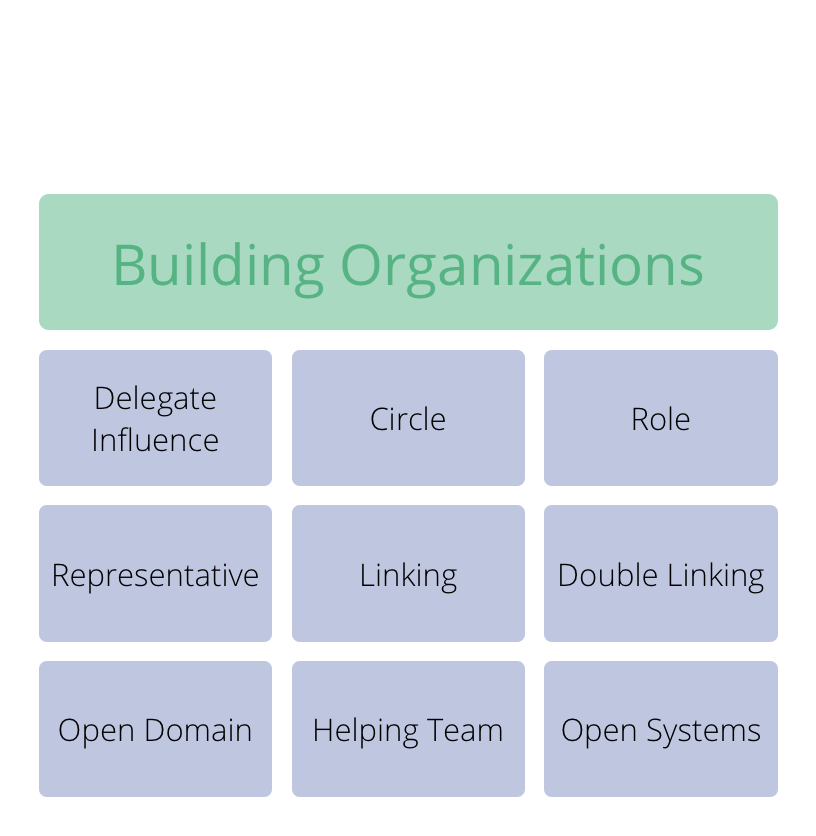 Building Organizations
Delegate
Influence
Circle
Role
Representative
Linking
Double Linking
Open Domain
Helping Team
Open Systems